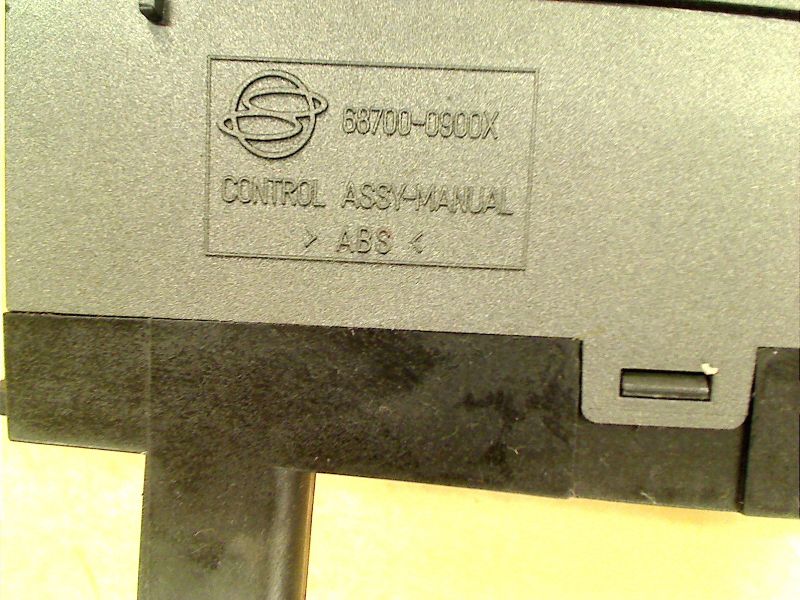 68700-0900X
CONTROL ASSY-MANUAL
> ABS <